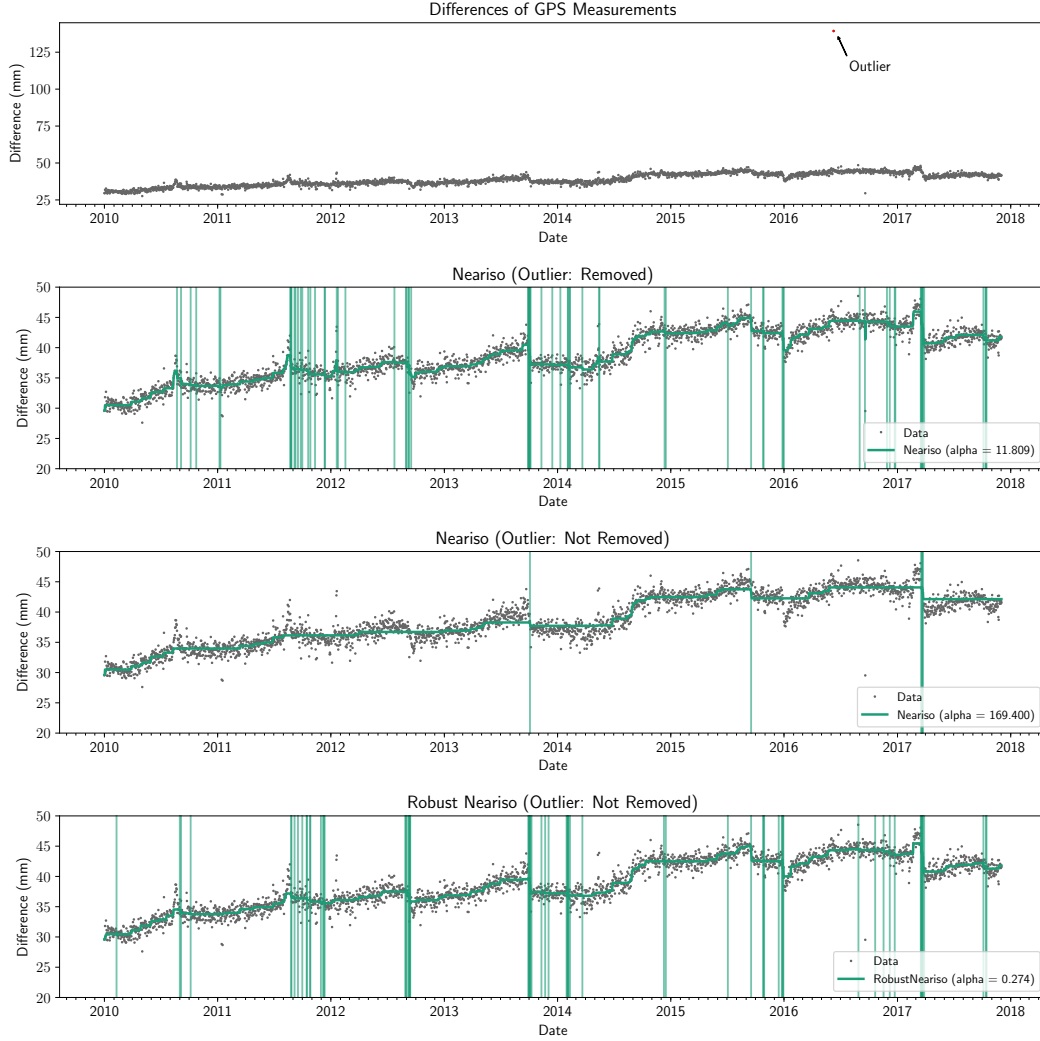 Differences of GPS Measurements
Difference (mm)
125
100
75
50
25
Outlier
2010 2011 2012 2013 2014 2015 2016 2017 2018
Date
Neariso (Outlier: Removed)
Difference (mm)
50
45
40
35
30
25
20
Data
Neariso (alpha = 11.809)
2010 2011 2012 2013 2014 2015 2016 2017 2018
Date
Neariso (Outlier: Not Removed)
Difference (mm)
50
45
40
35
30
25
20
Data
Neariso (alpha = 169.400)
2010 2011 2012 2013 2014 2015 2016 2017 2018
Date
Robust Neariso (Outlier: Not Removed)
Difference (mm)
50
45
40
35
30
25
20
Data
RobustNeariso (alpha = 0.274)
2010 2011 2012 2013 2014 2015 2016 2017 2018
Date